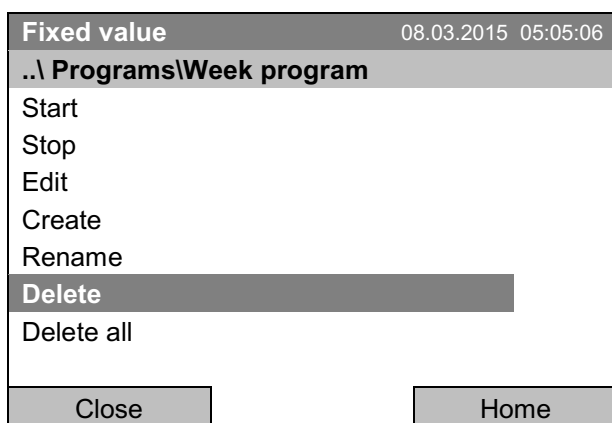 Fixed value 08.03.2015 05:05:06
..\ Programs\Week program
Start
Stop
Edit
Create
Rename
Delete
Delete all
Close Home